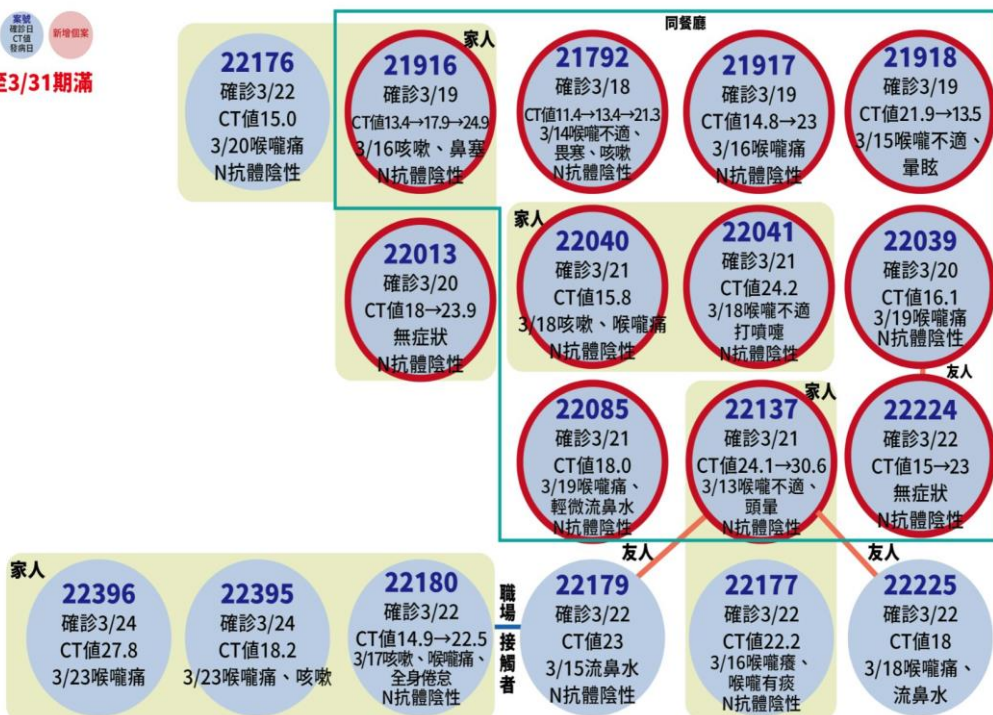 案號
確診日
CT值
發病日
新增個案
至3/31期滿
同餐廳
家人
22176
確診3/22
CT值15.0
3/20喉嚨痛
N抗體陰性
21916
確診3/19
CT值13.4→17.9→24.9
3/16咳嗽、鼻塞
N抗體陰性
21792
確診3/18
CT值11.4→13.4→21.3
3/14喉嚨不適、
畏寒、咳嗽
N抗體陰性
21917
確診3/19
CT值14.8→23
3/16喉嚨痛
N抗體陰性
21918
確診3/19
CT值21.9→13.5
3/15喉嚨不適、
暈眩
22013
確診3/20
CT值18→23.9
無症狀
N抗體陰性
家人
22040
確診3/21
CT值15.8
3/18咳嗽、喉嚨痛
N抗體陰性
22041
確診3/21
CT值24.2
3/18喉嚨不適
打噴嚏
N抗體陰性
22039
確診3/20
CT值16.1
3/19喉嚨痛
N抗體陰性
友人
22085
確診3/21
CT值18.0
3/19喉嚨痛、
輕微流鼻水
N抗體陰性
家人
22137
確診3/21
CT值24.1→30.6
3/13喉嚨不適、
頭暈
N抗體陰性
22224
確診3/22
CT值15→23
無症狀
N抗體陰性
友人
友人
家人
22396
確診3/24
CT值27.8
3/23喉嚨痛
22395
確診3/24
CT值18.2
3/23喉嚨痛、咳嗽
22180
確診3/22
CT值14.9→22.5
3/17咳嗽、喉嚨痛、
全身倦怠
N抗體陰性
職場
接觸者
22179
確診3/22
CT值23
3/15流鼻水
N抗體陰性
22177
確診3/22
CT值22.2
3/16喉嚨癢、
喉嚨有痰
N抗體陰性
22225
確診3/22
CT值18
3/18喉嚨痛、
流鼻水